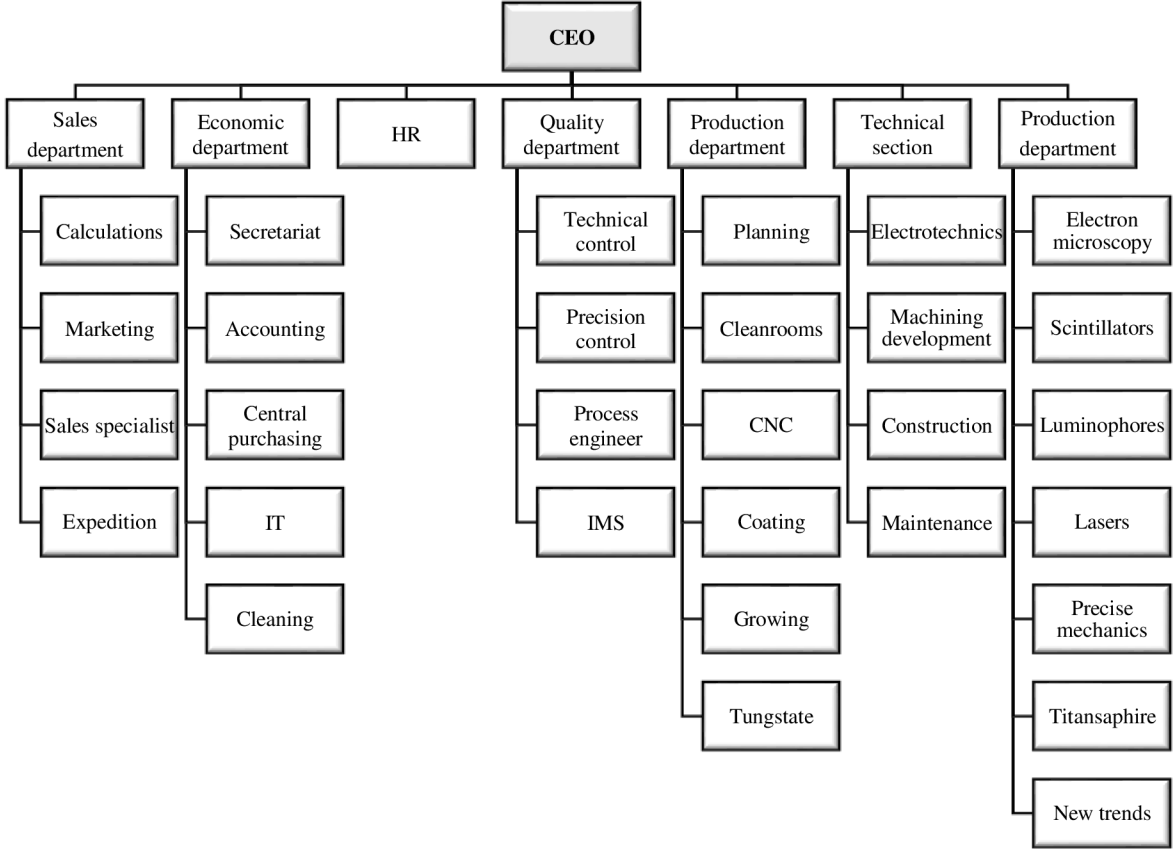 CEO
Sales
department
Economic
department
HR
Quality
department
Production
department
Technical
section
Production
department
Calculations
Marketing
Sales specialist
Expedition
Secretariat
Accounting
Central
purchasing
IT
Cleaning
Technical
control
Precision
control
Process
engineer
IMS
Planning
Cleanrooms
CNC
Coating
Growing
Tungstate
Electrotechnics
Machining
development
Construction
Maintenance
Electron
microscopy
Scintillators
Luminophores
Lasers
Precise
mechanics
Titansaphire
New trends